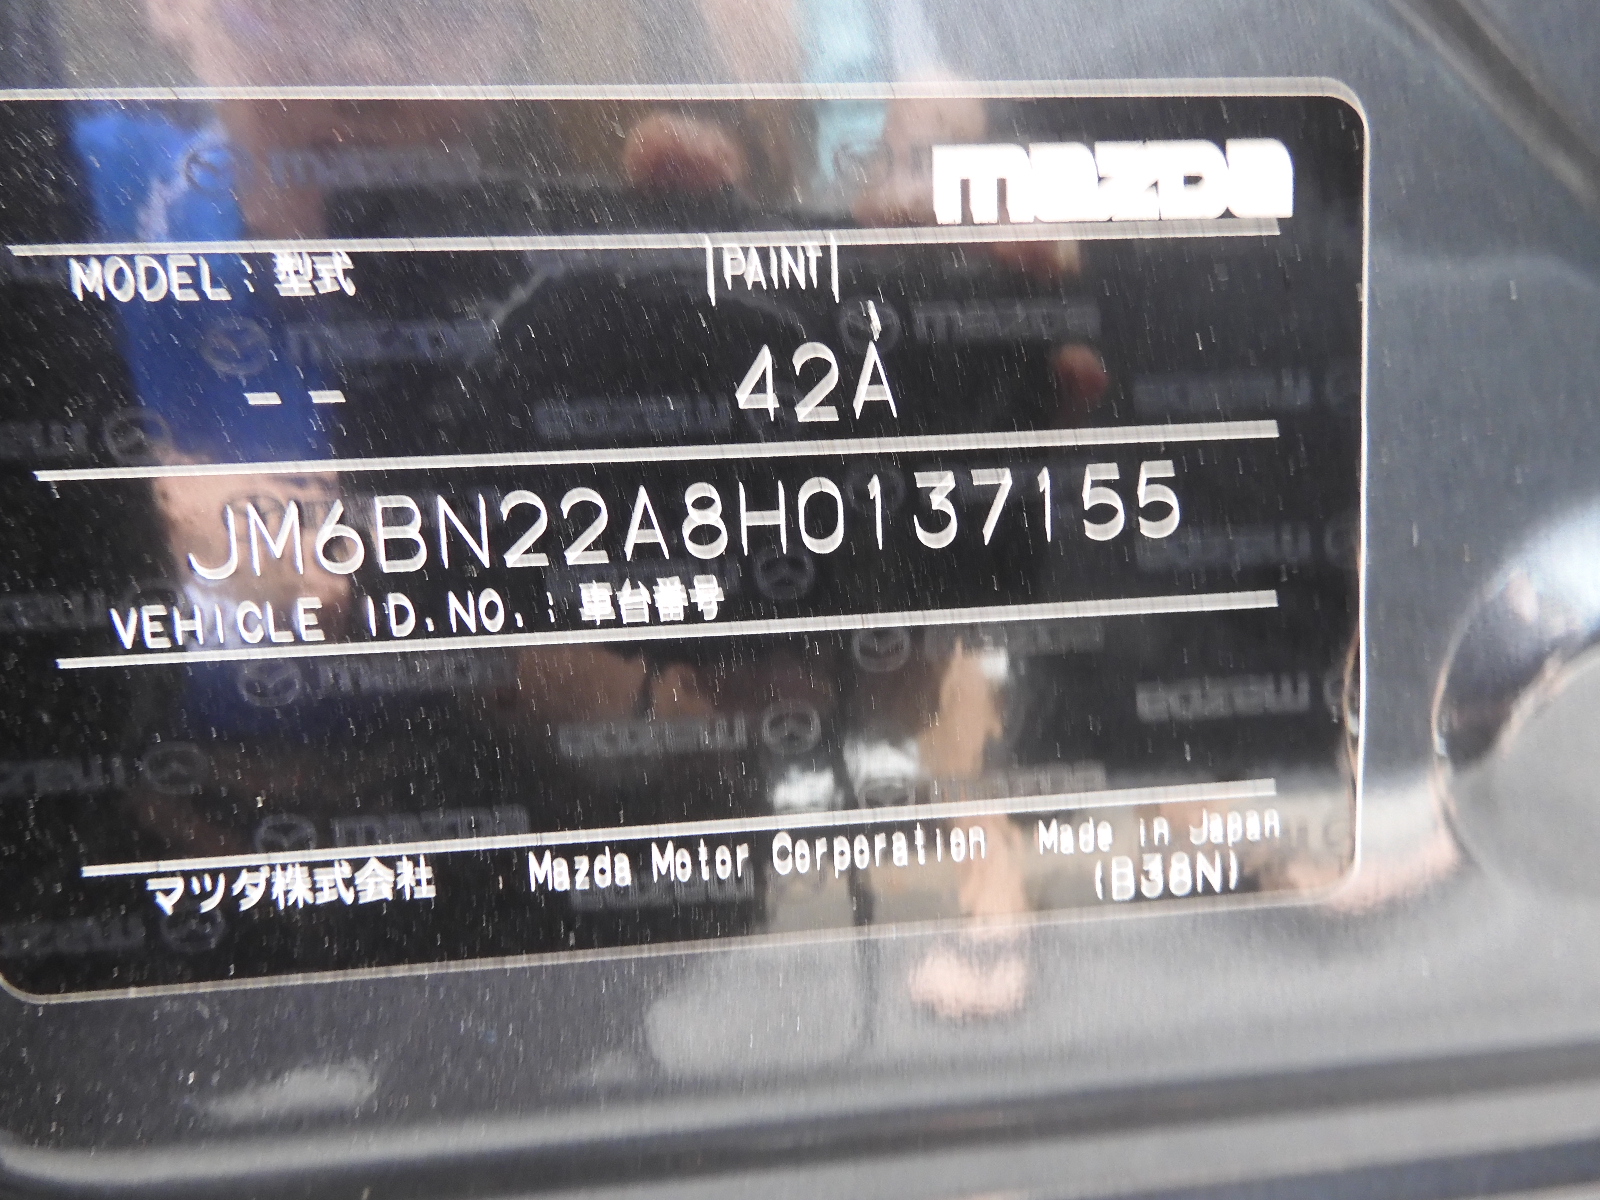 mazda
MODEL: 型式 |PAINT|
-- 42A
JM6BN22A8H0137155
VEHICLE ID.NO.: 車台番号
マツダ株式会社 Mazda Motor Corporation Made in Japan
(B38N)